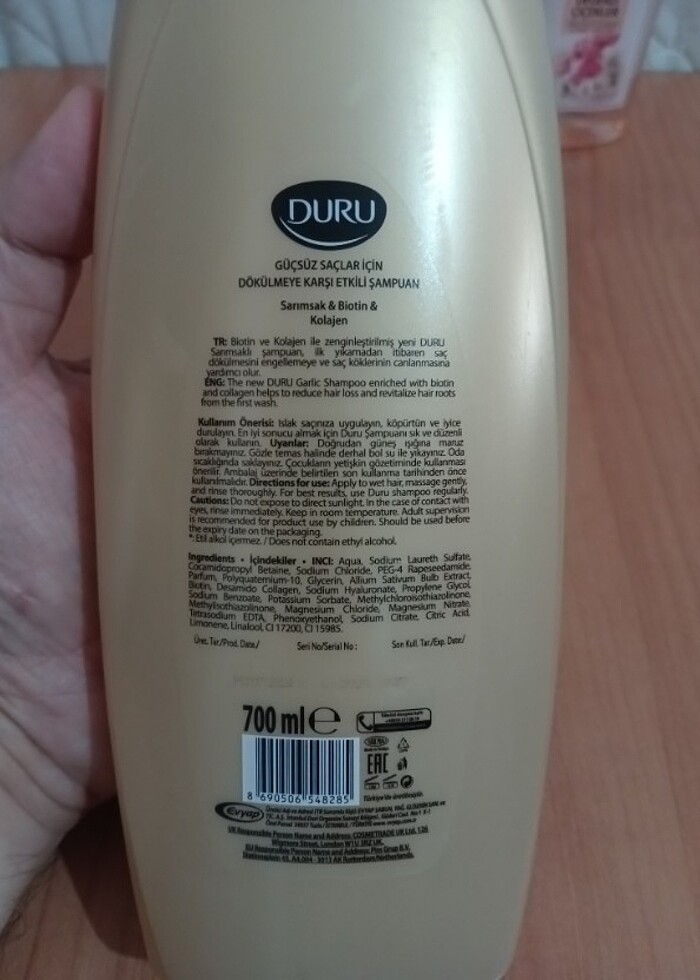 DURU
GÜÇSÜZ SAÇLAR İÇİN
DÖKÜLMEYE KARŞI ETKİLİ ŞAMPUAN
Sarımsak & Biotin &
Kolajen
TR: Biotin ve Kolajen ile zenginleştirilmiş yeni DURU
Sarımsaklı şampuan, ilk yıkamadan itibaren saç
dökülmesini engellemeye ve saç köklerinin canlanmasına
yardımcı olur.
ENG: The new DURU Garlic Shampoo enriched with biotin
and collagen helps to reduce hair loss and revitalize hair roots
from the first wash.
Kullanım Önerisi: Islak saçınıza uygulayın, köpürtün ve iyice
durulayın. En iyi sonucu almak için Duru Şampuanı sık ve düzenli
olarak kullanın. Uyarılar: Doğrudan güneş ışığına maruz
bırakmayınız. Gözle temas halinde derhal bol su ile yıkayınız. Oda
sıcaklığında saklayınız. Çocukların yetişkin gözetiminde kullanması
önerilir. Ambalaj üzerinde belirtilen son kullanma tarihinden önce
kullanılmalıdır. Directions for use: Apply to wet hair, massage gently,
and rinse thoroughly. For best results, use Duru shampoo regularly.
Cautions: Do not expose to direct sunlight. In the case of contact with
eyes, rinse immediately. Keep in room temperature. Adult supervision
is recommended for product use by children. Should be used before
the expiry date on the packaging.
*: Etil alkol içermez. / Does not contain ethyl alcohol.
Ingredients • İçindekiler • INCI: Aqua, Sodium Laureth Sulfate,
Cocamidopropyl Betaine, Sodium Chloride, PEG-4 Rapeseedamide,
Parfum, Polyquaternium-10, Glycerin, Allium Sativum Bulb Extract,
Biotin, Desamido Collagen, Sodium Hyaluronate, Propylene Glycol,
Sodium Benzoate, Potassium Sorbate, Methylchloroisothiazolinone,
Methylisothiazolinone, Magnesium Chloride, Magnesium Nitrate,
Tetrasodium EDTA, Phenoxyethanol, Sodium Citrate, Citric Acid,
Limonene, Linalool, CI 17200, CI 15985.
Üret. Tar./Prod. Date:/ Seri No/Serial No : Son Kull. Tar./Exp. Date:/
700 ml e
EAC
8 690506 548285
Türkiye'de üretilmiştir.
Evyap
UK Responsible Person Name and Address: COSMETRADE UK Ltd. 126
Wigmore Street, London W1U 3RZ UK.
EU Responsible Person Name and Address: Pim Grup B.V.
Stationsplein 45, A4.004 - 3013 AK Rotterdam/Netherlands.